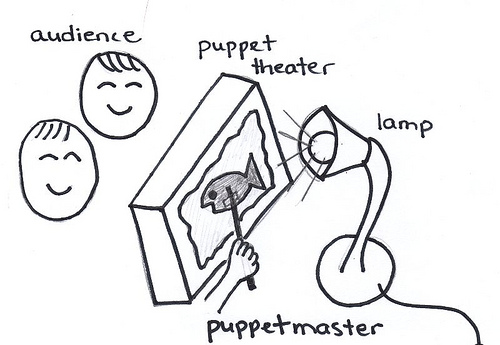 audience
puppet
theater
lamp
puppetmaster